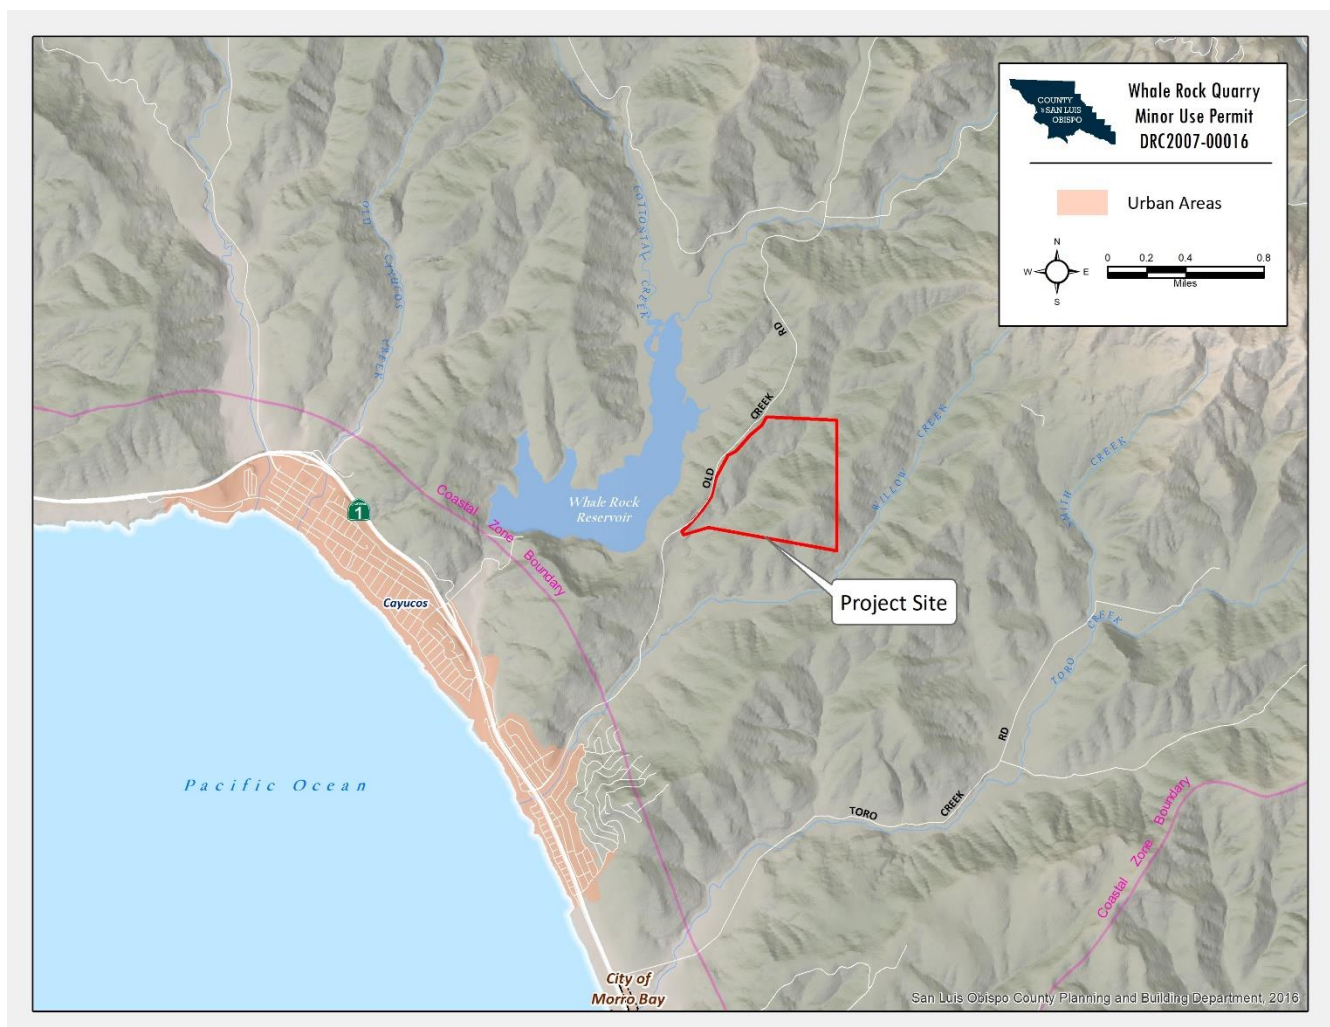 COUNTY
OF SAN LUIS
OBISPO
Whale Rock Quarry
Minor Use Permit
DRC2007-00016
Urban Areas
N
W E
S
0 0.2 0.4 0.8
Miles
OLD CAYUCOS CREEK
COTTONTAIL CREEK
OLD CREEK RD
WILLOW CREEK
SMITH CREEK
TORO CREEK
Whale Rock
Reservoir
1
Coastal Zone Boundary
Cayucos
Project Site
Pacific Ocean
TORO CREEK RD
Coastal Zone Boundary
City of
Morro Bay
San Luis Obispo County Planning and Building Department, 2016